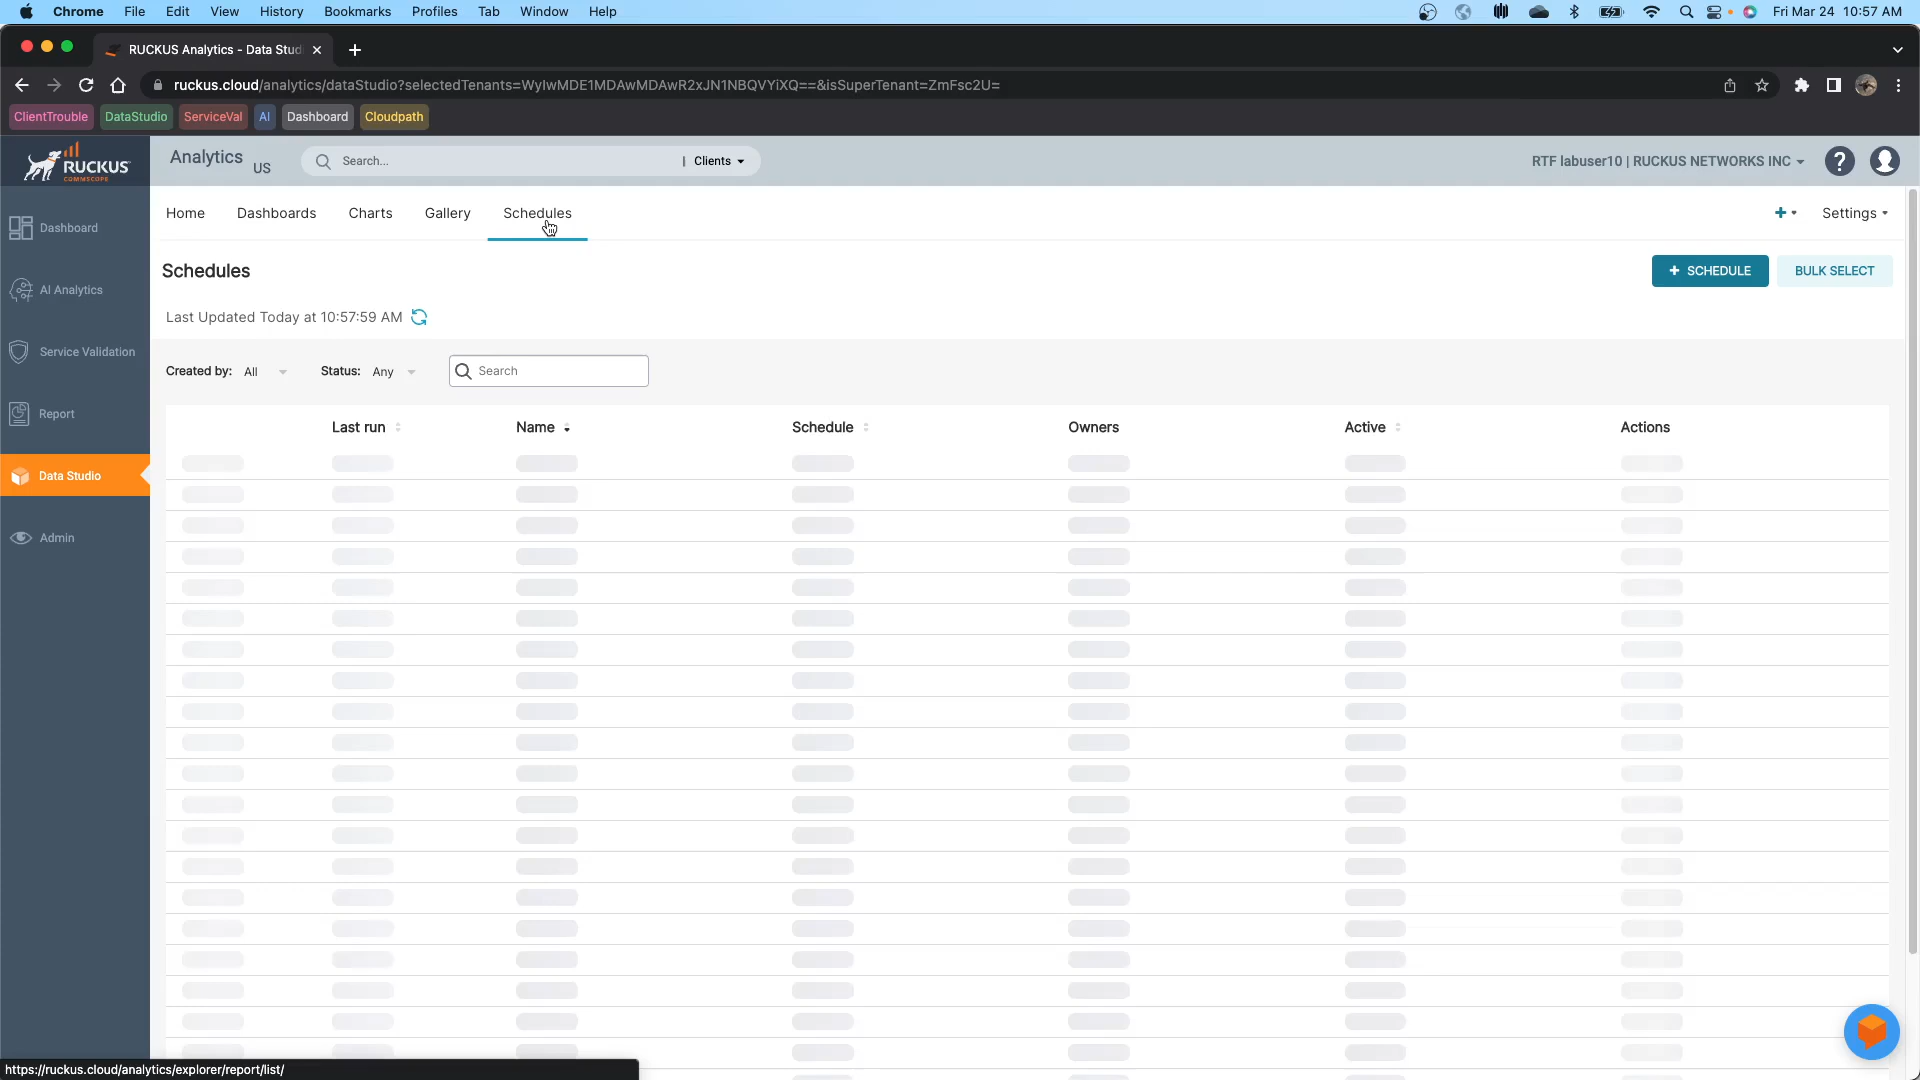 Chrome File Edit View History Bookmarks Profiles Tab Window Help Fri Mar 24 10:57 AM
RUCKUS Analytics - Data Stud
ruckus.cloud/analytics/dataStudio?selectedTenants=WyIwMDE1MDAwMDAwR2xJN1NBQVYiXQ==&isSuperTenant=ZmFsc2U=
ClientTrouble DataStudio ServiceVal AI Dashboard Cloudpath
RUCKUS COMMSCOPE Analytics US Search... | Clients RTF labuser10 | RUCKUS NETWORKS INC ?
Home Dashboards Charts Gallery Schedules + Settings
Dashboard
AI Analytics
Service Validation
Report
Data Studio
Admin
Schedules + SCHEDULE BULK SELECT
Last Updated Today at 10:57:59 AM
Created by: All Status: Any Search
Last run Name Schedule Owners Active Actions
https://ruckus.cloud/analytics/explorer/report/list/